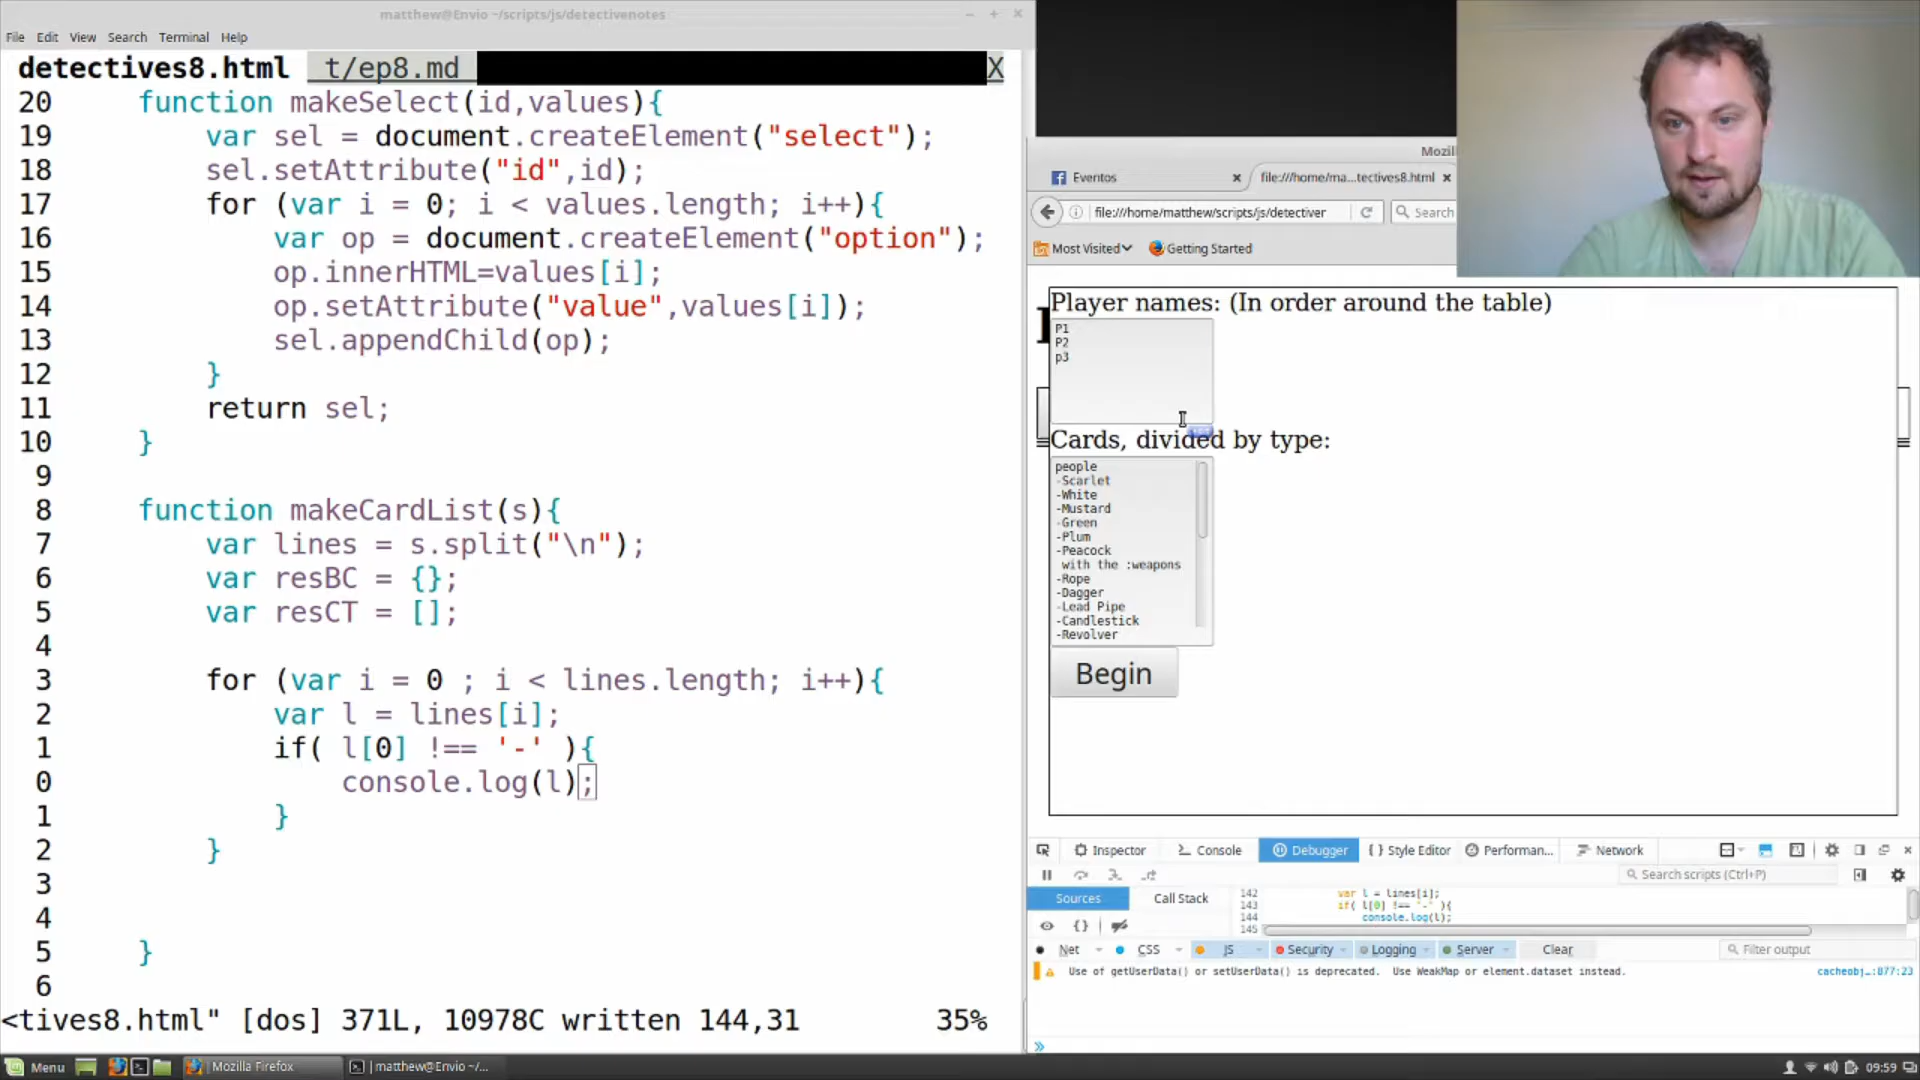 matthew@Envio ~/scripts/js/detectivenotes
File Edit View Search Terminal Help
detectives8.html t/ep8.md X
20 function makeSelect(id,values){
19 var sel = document.createElement("select");
18 sel.setAttribute("id",id);
17 for (var i = 0; i < values.length; i++){
16 var op = document.createElement("option");
15 op.innerHTML=values[i];
14 op.setAttribute("value",values[i]);
13 sel.appendChild(op);
12 }
11 return sel;
10 }
9
8 function makeCardList(s){
7 var lines = s.split("\n");
6 var resBC = {};
5 var resCT = [];
4
3 for (var i = 0 ; i < lines.length; i++){
2 var l = lines[i];
1 if( l[0] !== '-' ){
0 console.log(l);
1 }
2 }
3
4
5 }
6
<tives8.html" [dos] 371L, 10978C written 144,31 35%
Mozil
Eventos
file:///home/ma...tectives8.html
file:///home/matthew/scripts/js/detectiver
Search
Most Visited
Getting Started
Player names: (In order around the table)
P1
P2
p3
Cards, divided by type:
people
-Scarlet
-White
-Mustard
-Green
-Plum
-Peacock
with the :weapons
-Rope
-Dagger
-Lead Pipe
-Candlestick
-Revolver
Begin
Inspector Console Debugger Style Editor Performan... Network
Search scripts (Ctrl+P)
Sources Call Stack
142 var l = lines[i];
143 if( l[0] !== '-' ){
144 console.log(l);
145
Net CSS JS Security Logging Server Clear Filter output
Use of getUserData() or setUserData() is deprecated. Use WeakMap or element.dataset instead. cacheobj…:877:23
»
Menu Mozilla Firefox matthew@Envio ~/... 09:59